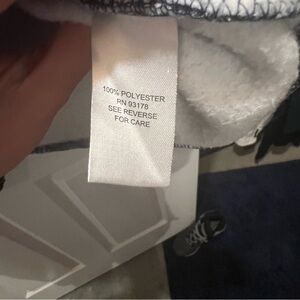 100% POLYESTER
RN 93178
SEE REVERSE
FOR CARE